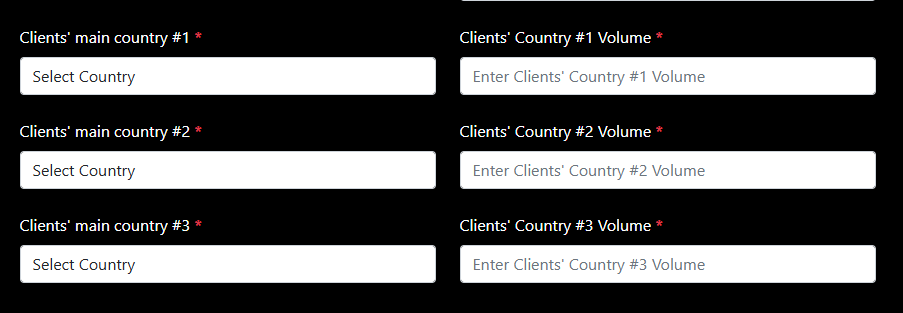 Clients' main country #1 * Clients' Country #1 Volume *
Select Country Enter Clients' Country #1 Volume
Clients' main country #2 * Clients' Country #2 Volume *
Select Country Enter Clients' Country #2 Volume
Clients' main country #3 * Clients' Country #3 Volume *
Select Country Enter Clients' Country #3 Volume